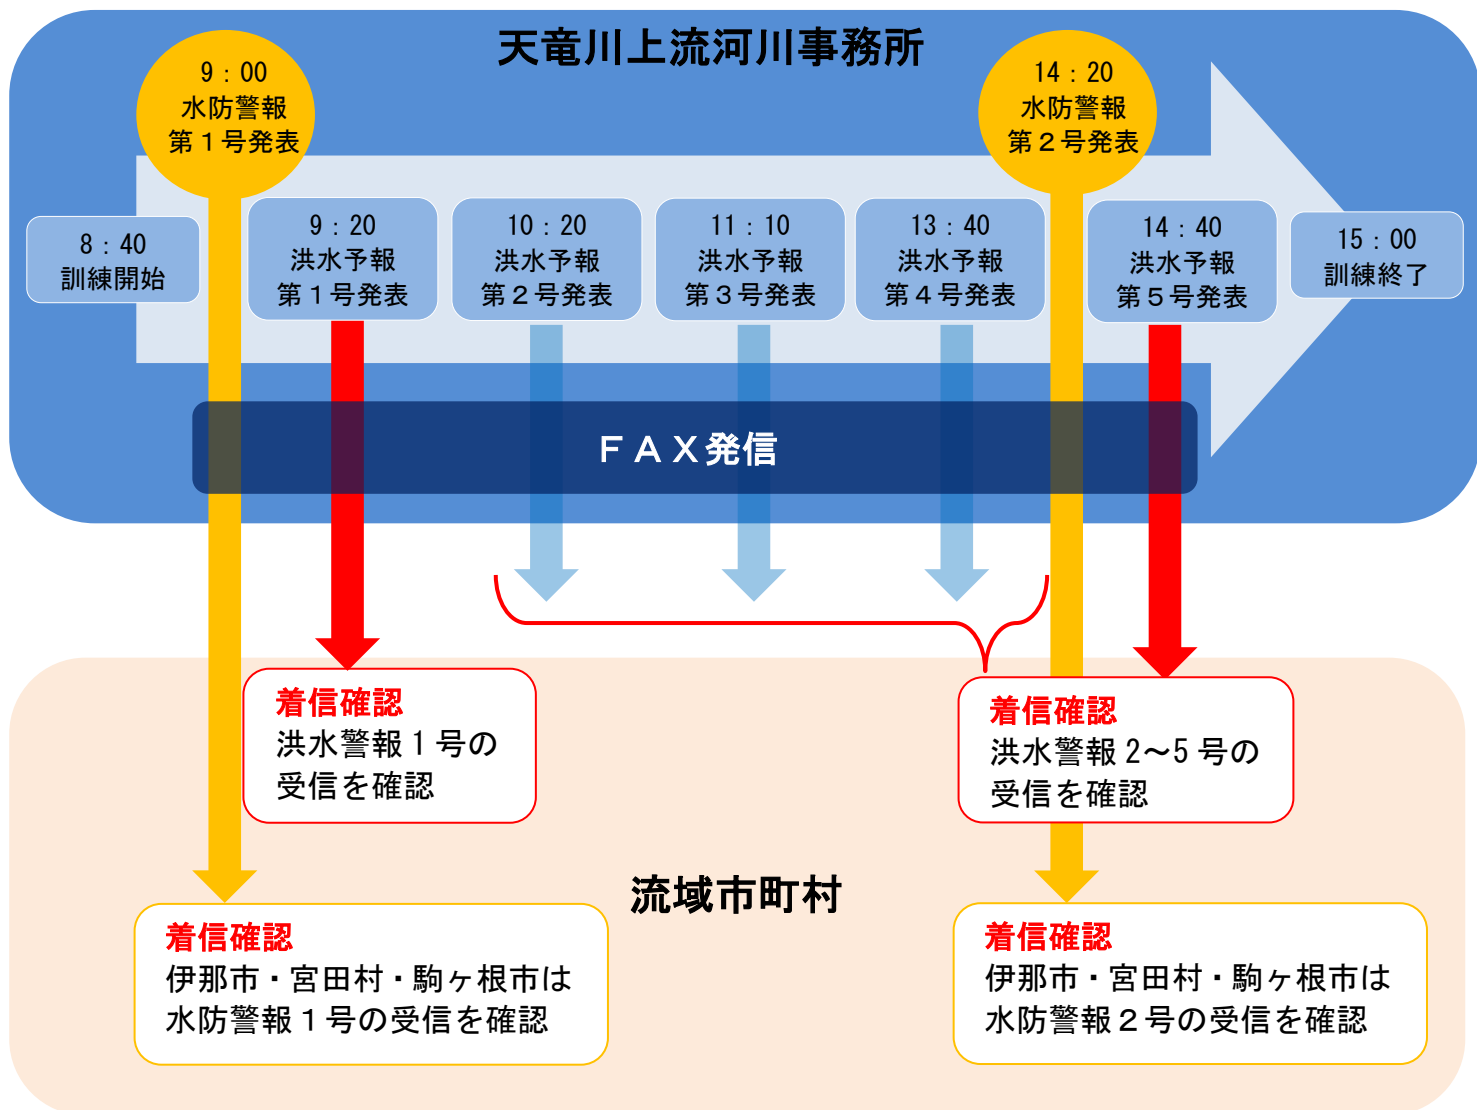 天竜川上流河川事務所
9：00
水防警報
第１号発表
14：20
水防警報
第２号発表
8：40
訓練開始
9：20
洪水予報
第１号発表
10：20
洪水予報
第２号発表
11：10
洪水予報
第３号発表
13：40
洪水予報
第４号発表
14：40
洪水予報
第５号発表
15：00
訓練終了
ＦＡＸ発信
着信確認
洪水警報１号の
受信を確認
着信確認
洪水警報 2～5 号の
受信を確認
流域市町村
着信確認
伊那市・宮田村・駒ヶ根市は
水防警報１号の受信を確認
着信確認
伊那市・宮田村・駒ヶ根市は
水防警報２号の受信を確認